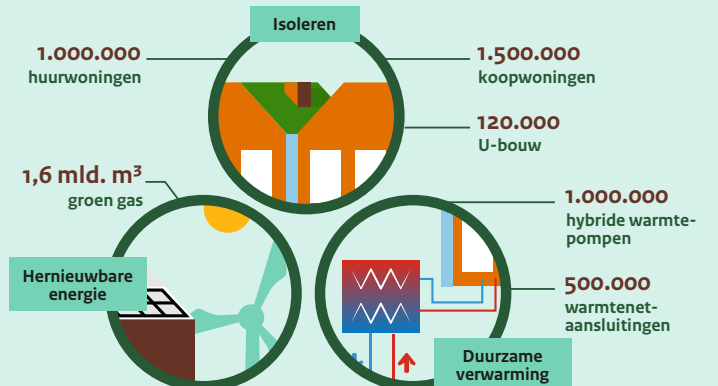 Isoleren
1.000.000
huurwoningen
1.500.000
koopwoningen
120.000
U-bouw
1,6 mld. m³
groen gas
Hernieuwbare
energie
1.000.000
hybride warmte-
pompen
500.000
warmtenet-
aansluitingen
Duurzame
verwarming